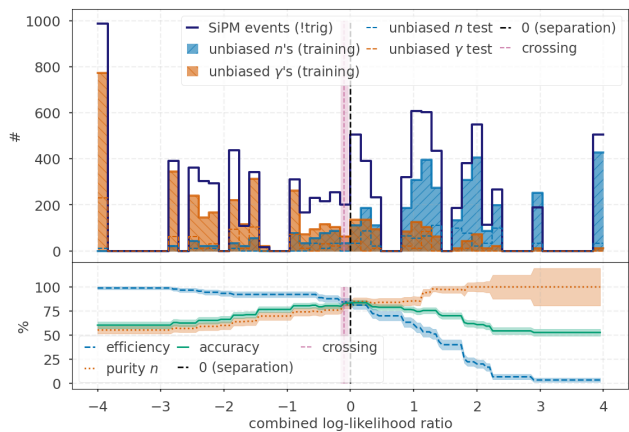 SiPM events (!trig)
unbiased n's (training)
unbiased γ's (training)
unbiased n test
unbiased γ test
0 (separation)
crossing
#
1000
800
600
400
200
0
%
100
75
50
25
0
efficiency
purity n
accuracy
0 (separation)
crossing
−4 −3 −2 −1 0 1 2 3 4
combined log-likelihood ratio